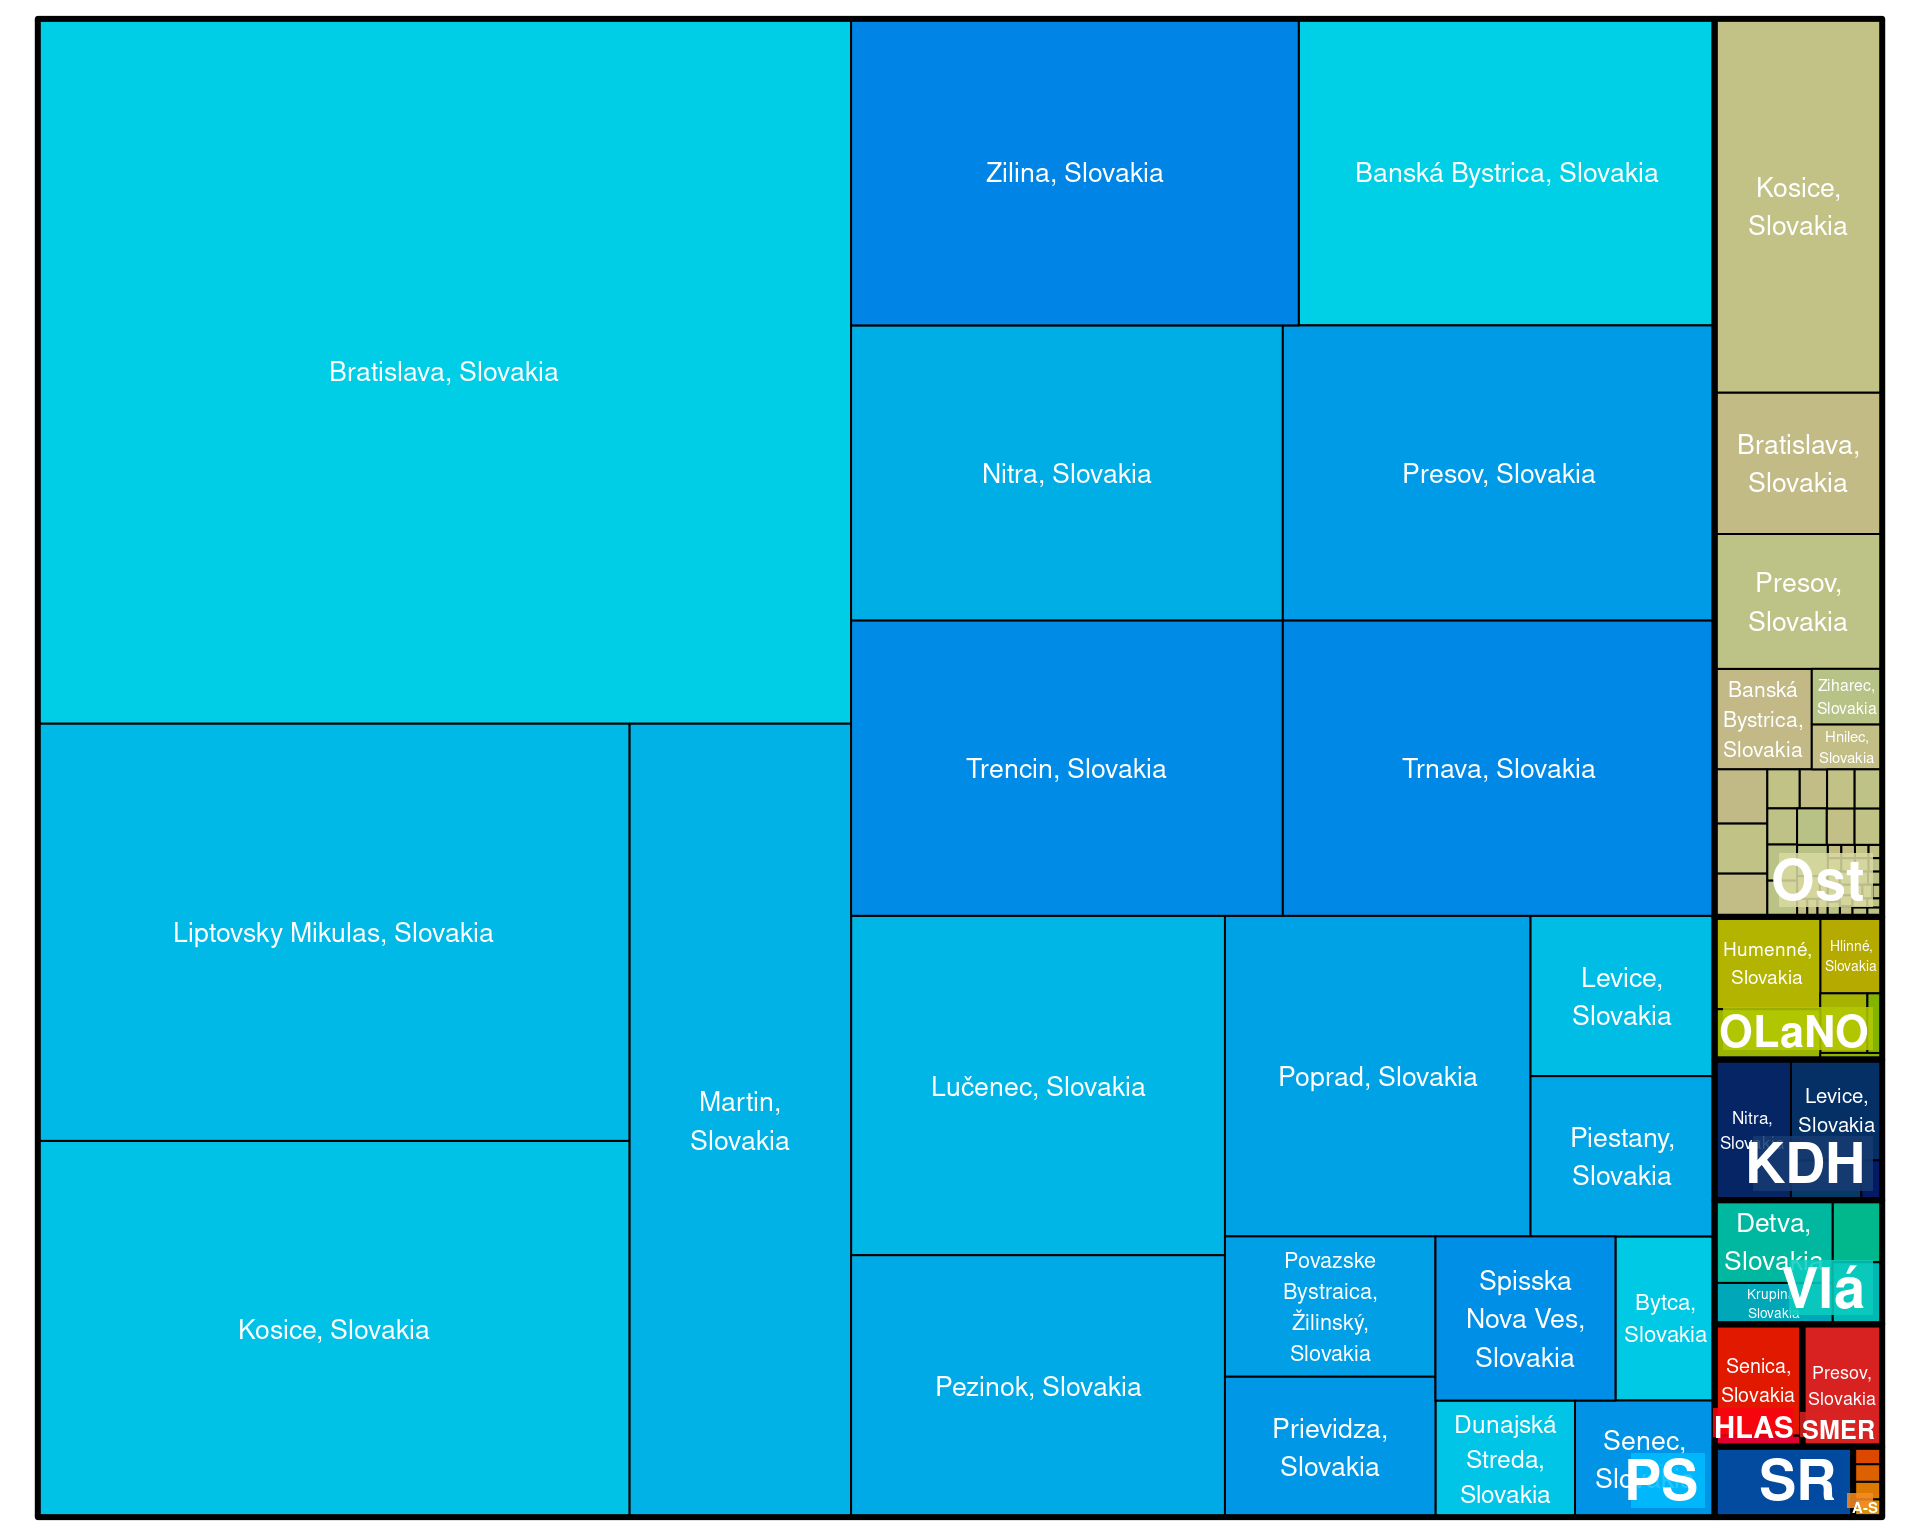 Bratislava, Slovakia
Liptovsky Mikulas, Slovakia
Kosice, Slovakia
Martin,
Slovakia
Zilina, Slovakia
Banská Bystrica, Slovakia
Nitra, Slovakia
Presov, Slovakia
Trencin, Slovakia
Trnava, Slovakia
Lučenec, Slovakia
Pezinok, Slovakia
Poprad, Slovakia
Levice,
Slovakia
Piestany,
Slovakia
Povazske
Bystraica,
Žilinský,
Slovakia
Prievidza,
Slovakia
Spisska
Nova Ves,
Slovakia
Bytca,
Slovakia
Dunajská
Streda,
Slovakia
Senec,
PS
Kosice,
Slovakia
Bratislava,
Slovakia
Presov,
Slovakia
Banská
Bystrica,
Slovakia
Ziharec,
Slovakia
Hnilec,
Slovakia
Ost
Humenné,
Slovakia
Hlinné,
Slovakia
OLaNO
Nitra,
Levice,
Slovakia
KDH
Detva,
Slovakia
Slovakia
Vlá
Senica,
Slovakia
HLAS
Presov,
Slovakia
SMER
SR
A-S